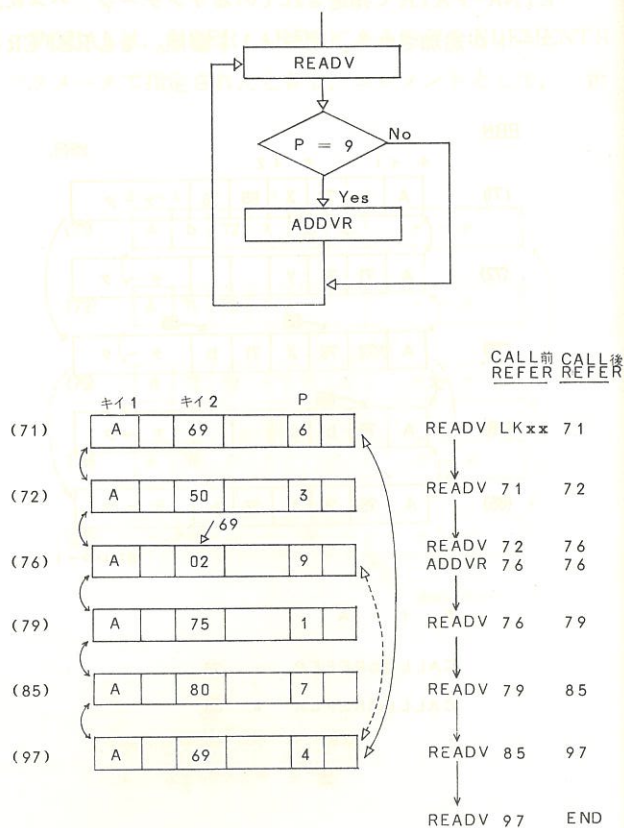 READV
P = 9
No
Yes
ADDVR
CALL前 CALL後
REFER REFER
キイ1 キイ2 P
(71) A 69 6 READV LKxx 71
(72) A 50 3 READV 71 72
69
(76) A 02 9 READV 72 76
ADDVR 76 76
(79) A 75 1 READV 76 79
(85) A 80 7 READV 79 85
(97) A 69 4 READV 85 97
READV 97 END